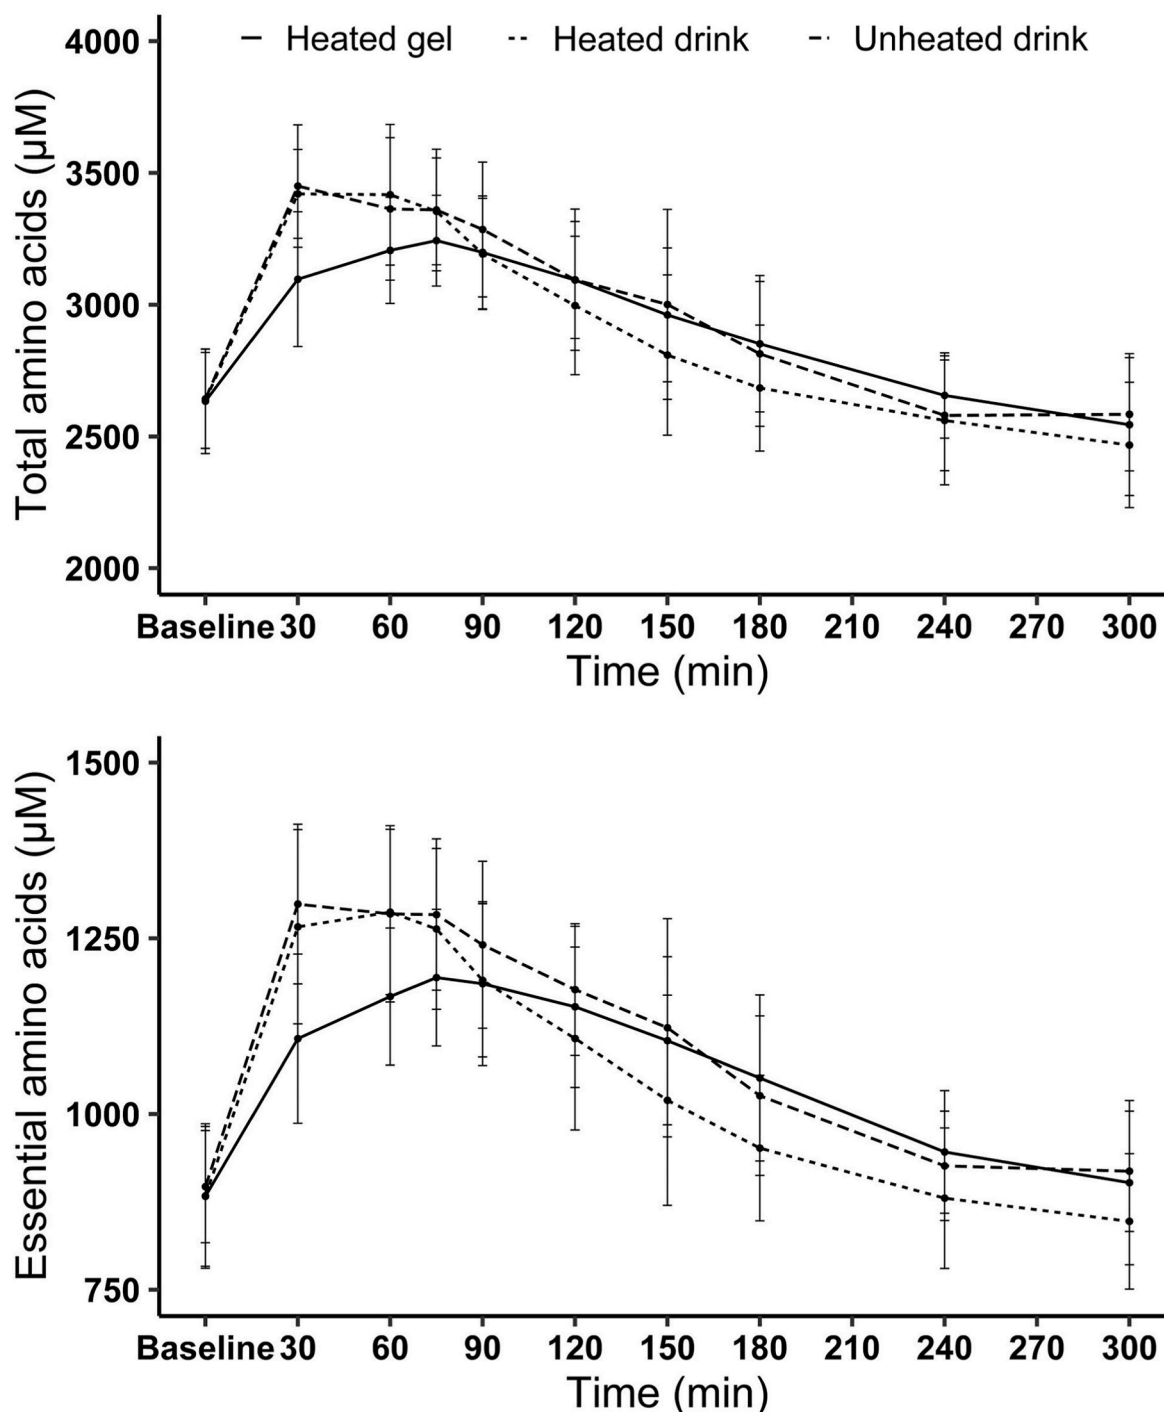 Heated gel Heated drink Unheated drink
4000
3500
3000
2500
2000
Total amino acids (µM)
Baseline 30 60 90 120 150 180 210 240 270 300
Time (min)
1500
1250
1000
750
Essential amino acids (µM)
Baseline 30 60 90 120 150 180 210 240 270 300
Time (min)